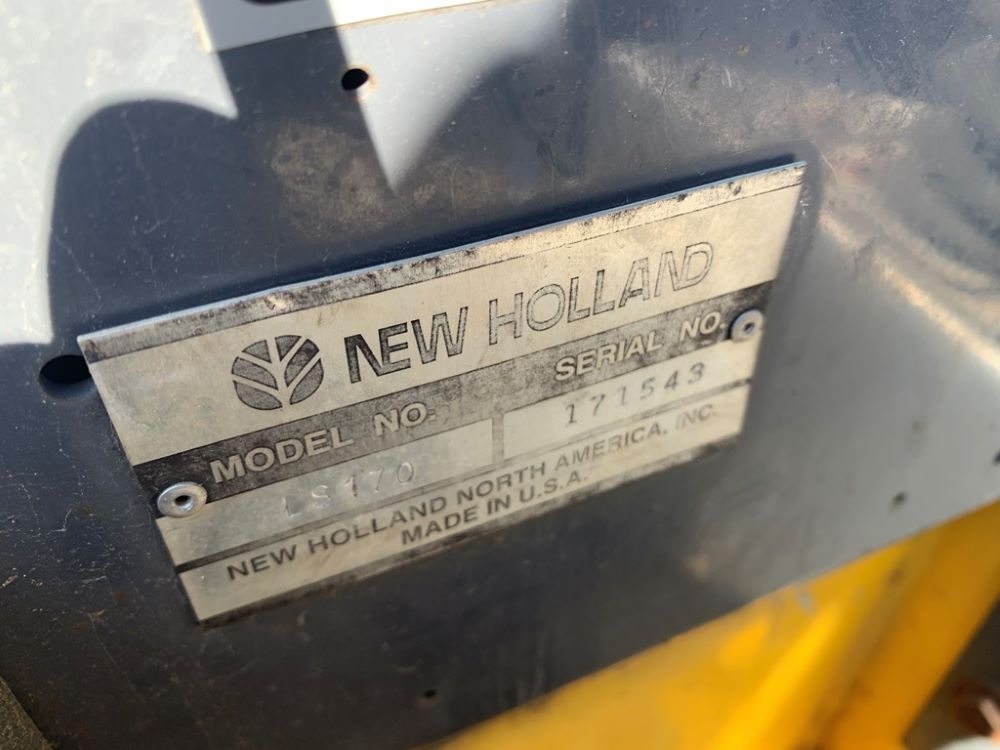 NEW HOLLAND
MODEL NO. SERIAL NO.
LS170 171543
NEW HOLLAND NORTH AMERICA, INC.
MADE IN U.S.A.